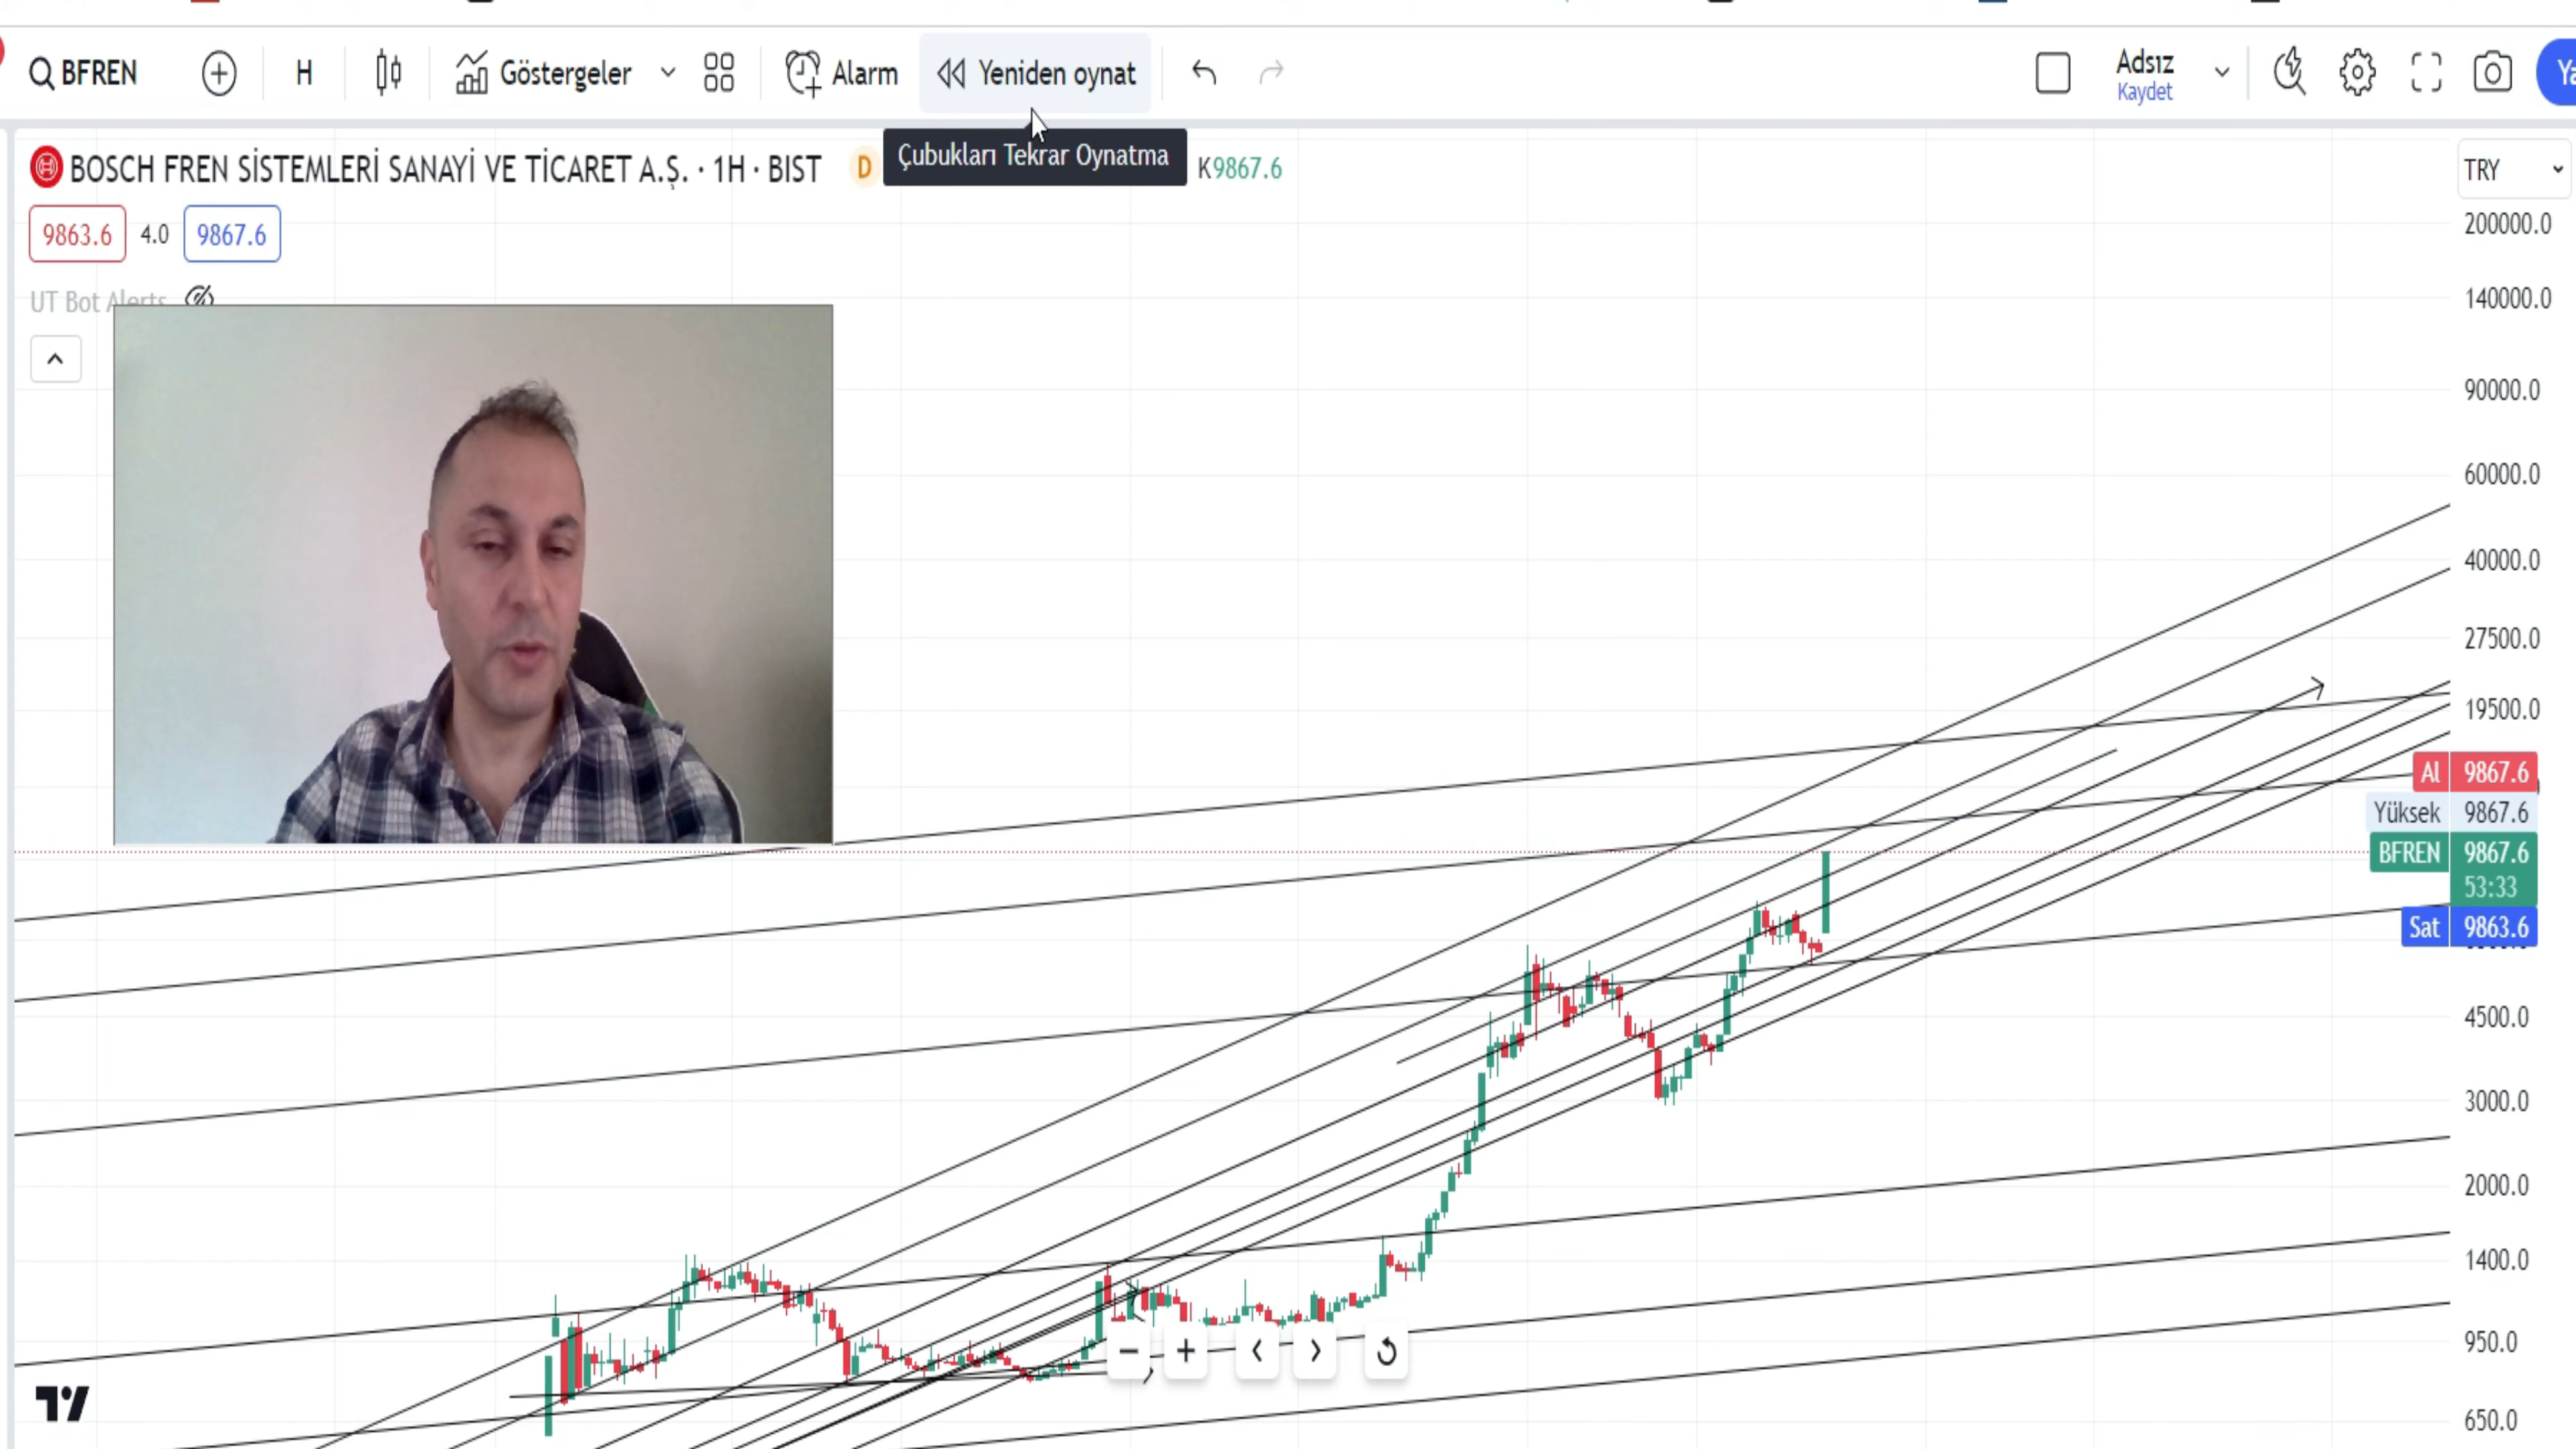 BFREN
H
Göstergeler
Alarm
Yeniden oynat
Adsız
Kaydet
Çubukları Tekrar Oynatma
BOSCH FREN SİSTEMLERİ SANAYİ VE TİCARET A.Ş. · 1H · BIST
D
K9867.6
TRY
9863.6
4.0
9867.6
UT Bot Alerts
200000.0
140000.0
90000.0
60000.0
40000.0
27500.0
19500.0
Al 9867.6
Yüksek 9867.6
BFREN 9867.6
53:33
Sat 9863.6
4500.0
3000.0
2000.0
1400.0
950.0
650.0